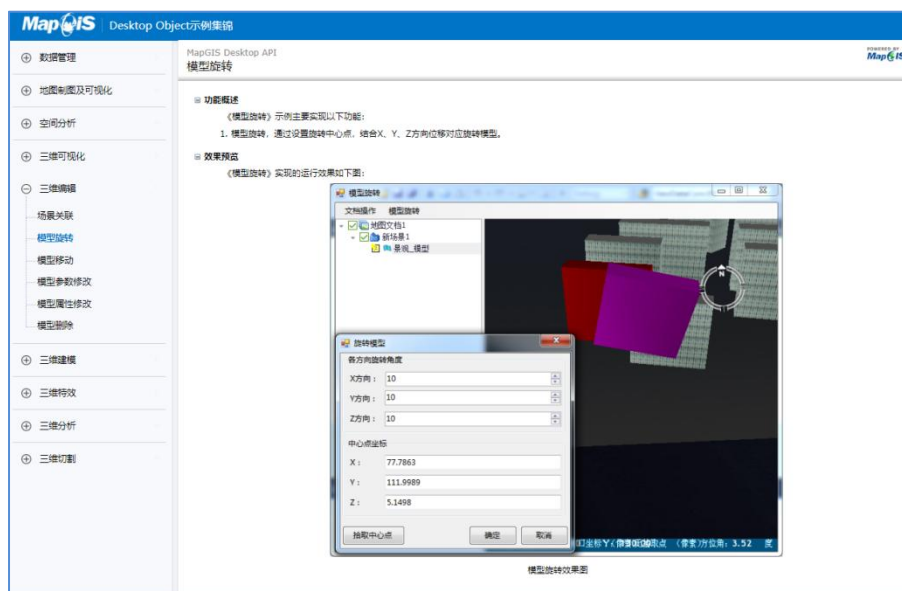 MapGIS Desktop Object示例集锦
数据管理
地图制图及可视化
空间分析
三维可视化
三维编辑
场景关联
模型旋转
模型移动
模型参数修改
模型属性修改
模型删除
三维建模
三维特效
三维分析
三维切割
MapGIS Desktop API
模型旋转
POWERED BY
MapGIS
功能概述
《模型旋转》示例主要实现以下功能:
1. 模型旋转，通过设置旋转中心点，结合X、Y、Z方向位移对应旋转模型。
效果预览
《模型旋转》实现的运行效果如下图:
模型旋转
文档操作 模型旋转
地图文档1
新场景1
景观_模型
N
旋转模型
各方向旋转角度
X方向: 10
Y方向: 10
Z方向: 10
中心点坐标
X: 77.7863
Y: 111.9989
Z: 5.1498
拾取中心点 确定 取消
坐标Y (像素) 方位角: 3.52 度
模型旋转效果图